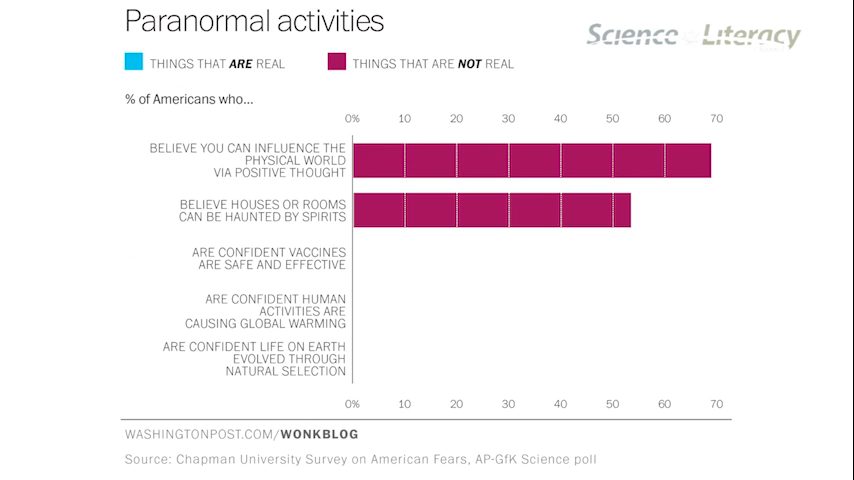 Paranormal activities
Science Literacy
THINGS THAT ARE REAL
THINGS THAT ARE NOT REAL
% of Americans who...
0% 10 20 30 40 50 60 70
BELIEVE YOU CAN INFLUENCE THE
PHYSICAL WORLD
VIA POSITIVE THOUGHT
BELIEVE HOUSES OR ROOMS
CAN BE HAUNTED BY SPIRITS
ARE CONFIDENT VACCINES
ARE SAFE AND EFFECTIVE
ARE CONFIDENT HUMAN
ACTIVITIES ARE
CAUSING GLOBAL WARMING
ARE CONFIDENT LIFE ON EARTH
EVOLVED THROUGH
NATURAL SELECTION
0% 10 20 30 40 50 60 70
WASHINGTONPOST.COM/WONKBLOG
Source: Chapman University Survey on American Fears, AP-GfK Science poll